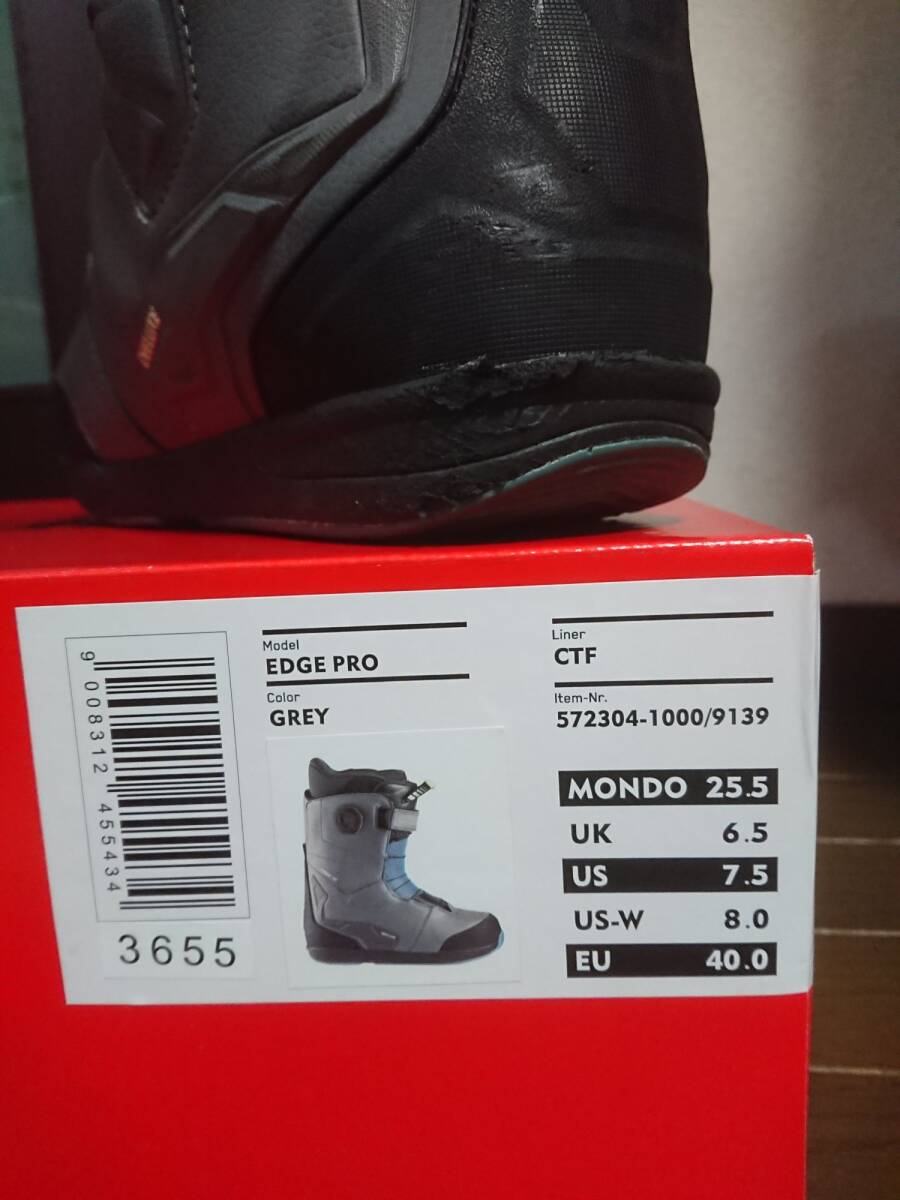 Model
EDGE PRO
Color
GREY
Liner
CTF
Item-Nr.
572304-1000/9139
MONDO 25.5
UK 6.5
US 7.5
US-W 8.0
EU 40.0
9 008312 455434
3655